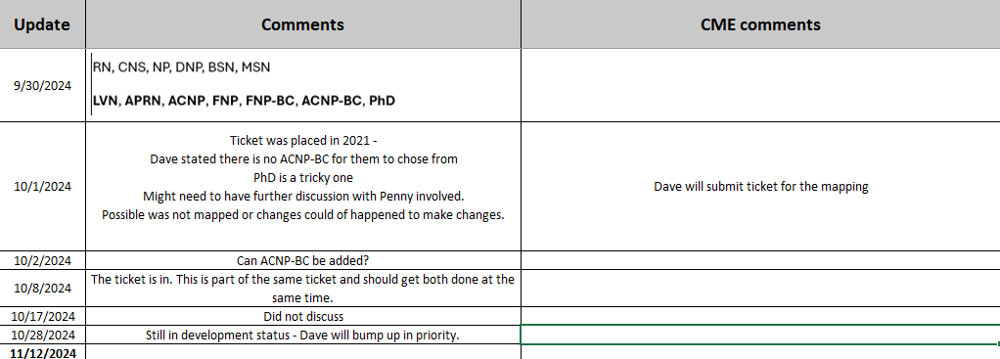 Update Comments CME comments
9/30/2024
RN, CNS, NP, DNP, BSN, MSN
LVN, APRN, ACNP, FNP, FNP-BC, ACNP-BC, PhD
10/1/2024
Ticket was placed in 2021 -
Dave stated there is no ACNP-BC for them to chose from
PhD is a tricky one
Might need to have further discussion with Penny involved.
Possible was not mapped or changes could of happened to make changes.
Dave will submit ticket for the mapping
10/2/2024 Can ACNP-BC be added?
10/8/2024
The ticket is in. This is part of the same ticket and should get both done at the
same time.
10/17/2024 Did not discuss
10/28/2024 Still in development status - Dave will bump up in priority.
11/12/2024